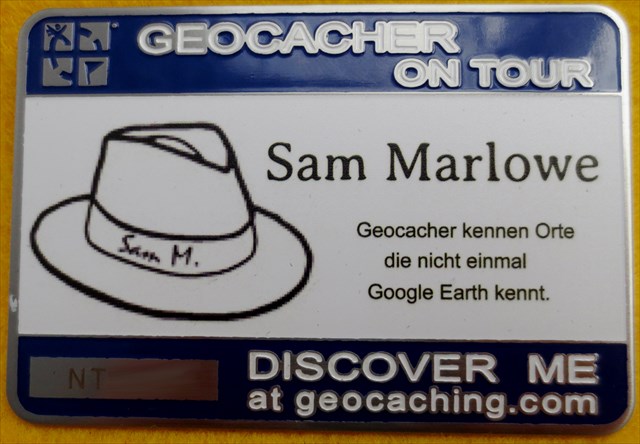 GEOCACHER
ON TOUR
Sam Marlowe
Sam M.
Geocacher kennen Orte
die nicht einmal
Google Earth kennt.
NT
DISCOVER ME
at geocaching.com